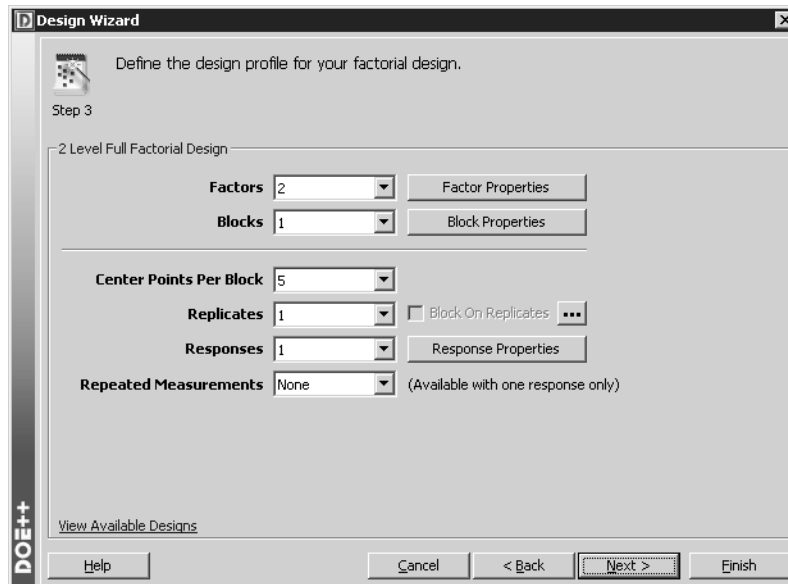 Design Wizard
Define the design profile for your factorial design.
Step 3
2 Level Full Factorial Design
Factors 2 Factor Properties
Blocks 1 Block Properties
Center Points Per Block 5
Replicates 1 Block On Replicates ...
Responses 1 Response Properties
Repeated Measurements None (Available with one response only)
DOE++
View Available Designs
Help Cancel < Back Next > Finish